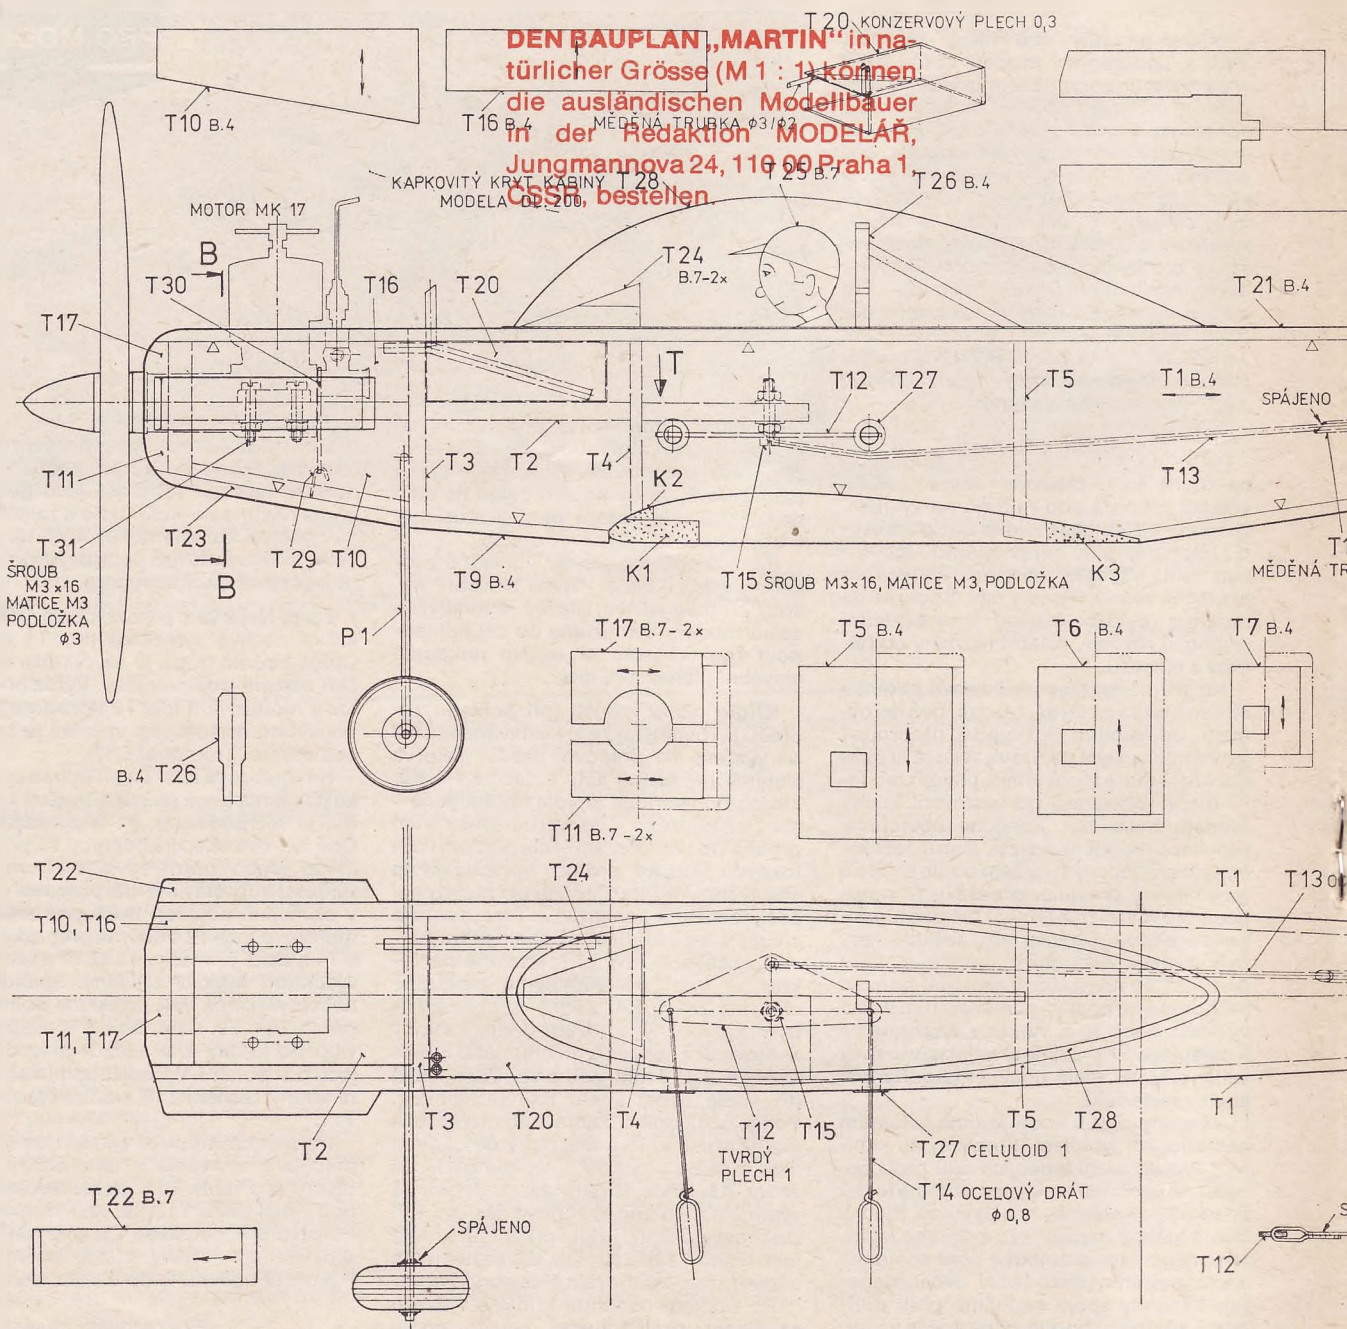 T20 KONZERVOVÝ PLECH 0,3
DEN BAUPLAN „MARTIN“ in na-
türlicher Grösse (M 1 : 1) können
die ausländischen Modellbauer
in der Redaktion MODELÁŘ,
Jungmannova 24, 110 00 Praha 1,
ČSSR, bestellen.
T10 B.4
T16 B.4
MĚDĚNÁ TRUBKA φ3/φ2
KAPKOVITÝ KRYT KABINY T28
MODELA DL. 200
T25 B.7
T26 B.4
MOTOR MK 17
B
T30
T16
T20
T24
B.7-2x
T21 B.4
T17
T
T12
T27
T5
T1 B.4
SPÁJENO
T11
T3
T2
T4
K2
T13
T31
T23
T29
T10
ŠROUB
M3x16
MATICE M3
PODLOŽKA
φ3
B
T9 B.4
K1
T15 ŠROUB M3x16, MATICE M3, PODLOŽKA
K3
T1
MĚDĚNÁ TR
P1
T17 B.7-2x
T5 B.4
T6 B.4
T7 B.4
B.4 T26
T11 B.7-2x
T22
T24
T1
T13
T10, T16
T11, T17
T2
T3
T20
T4
T12
TVRDÝ
PLECH 1
T15
T5
T28
T1
T27 CELULOID 1
T14 OCELOVÝ DRÁT
φ0,8
T22 B.7
SPÁJENO
S
T12